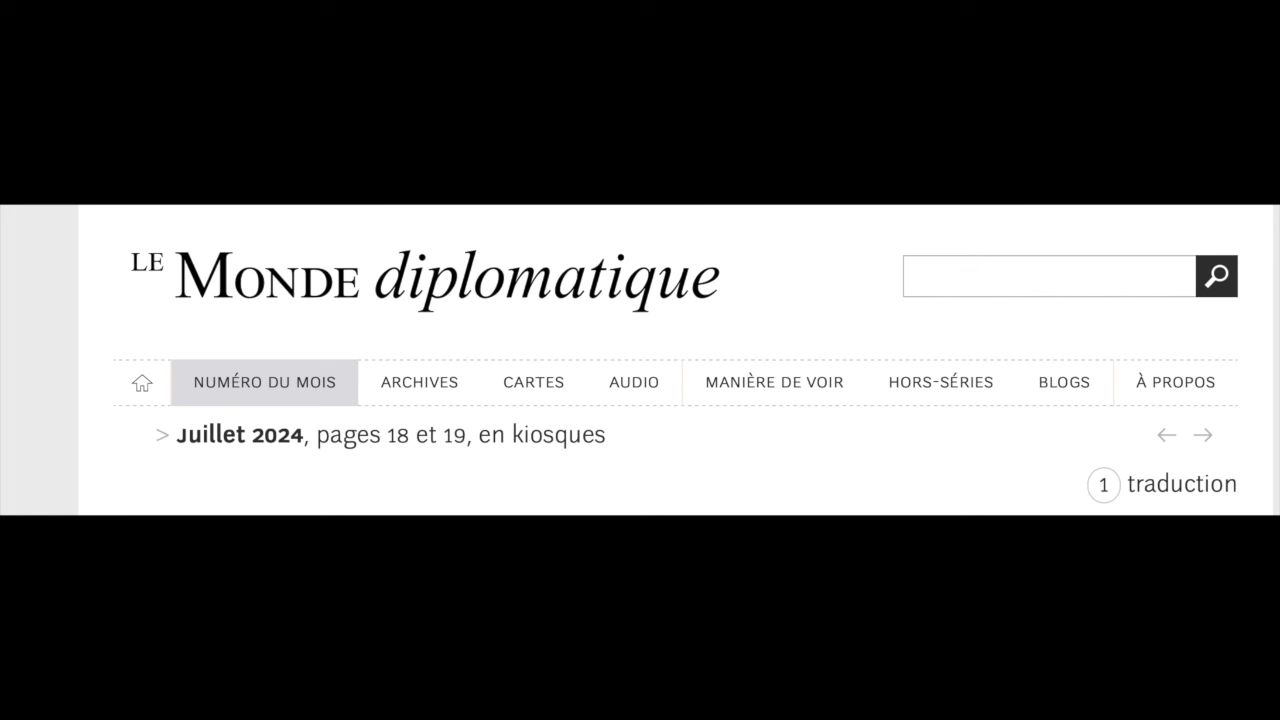 LE MONDE diplomatique
NUMÉRO DU MOIS ARCHIVES CARTES AUDIO MANIÈRE DE VOIR HORS-SÉRIES BLOGS À PROPOS
> Juillet 2024, pages 18 et 19, en kiosques ← →
1 traduction